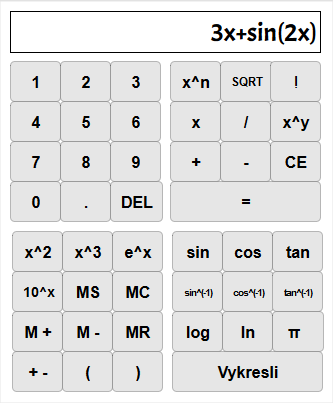 3x+sin(2x)
1 2 3 x^n SQRT !
4 5 6 x / x^y
7 8 9 + - CE
0 . DEL =
x^2 x^3 e^x sin cos tan
10^x MS MC sin^(-1) cos^(-1) tan^(-1)
M + M - MR log ln π
+ - ( ) Vykresli